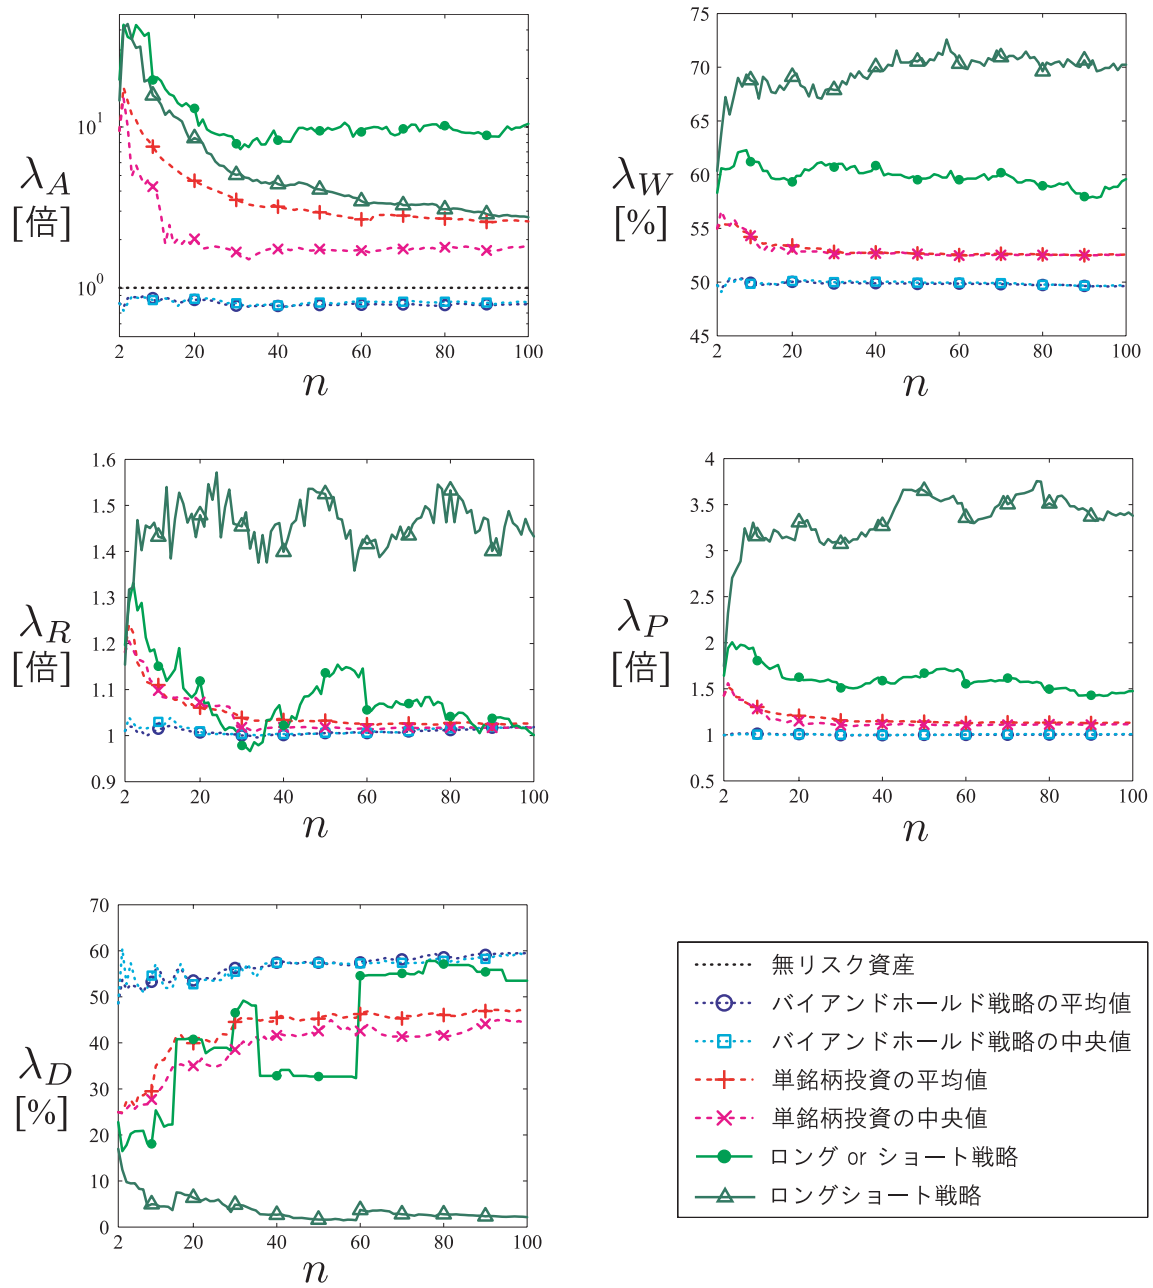 λ_A
[倍]
10^1
10^0
2 20 40 60 80 100
n
λ_W
[%]
75
70
65
60
55
50
45
2 20 40 60 80 100
n
λ_R
[倍]
1.6
1.5
1.4
1.3
1.2
1.1
1
0.9
2 20 40 60 80 100
n
λ_P
[倍]
4
3.5
3
2.5
2
1.5
1
0.5
2 20 40 60 80 100
n
λ_D
[%]
70
60
50
40
30
20
10
0
2 20 40 60 80 100
n
無リスク資産
バイアンドホールド戦略の平均値
バイアンドホールド戦略の中央値
単銘柄投資の平均値
単銘柄投資の中央値
ロング or ショート戦略
ロングショート戦略